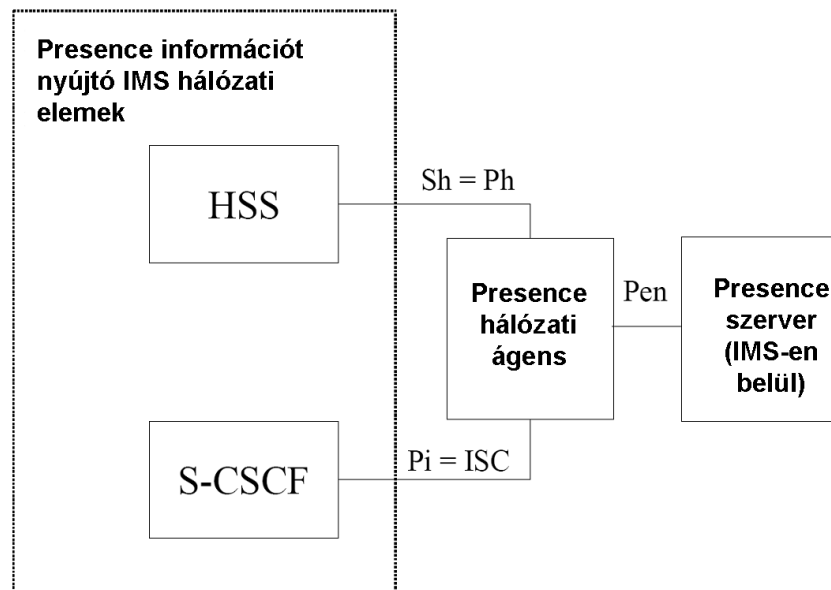 Presence információt
nyújtó IMS hálózati
elemek
HSS
Sh = Ph
Presence
hálózati
ágens
Pen
Presence
szerver
(IMS-en
belül)
S-CSCF
Pi = ISC